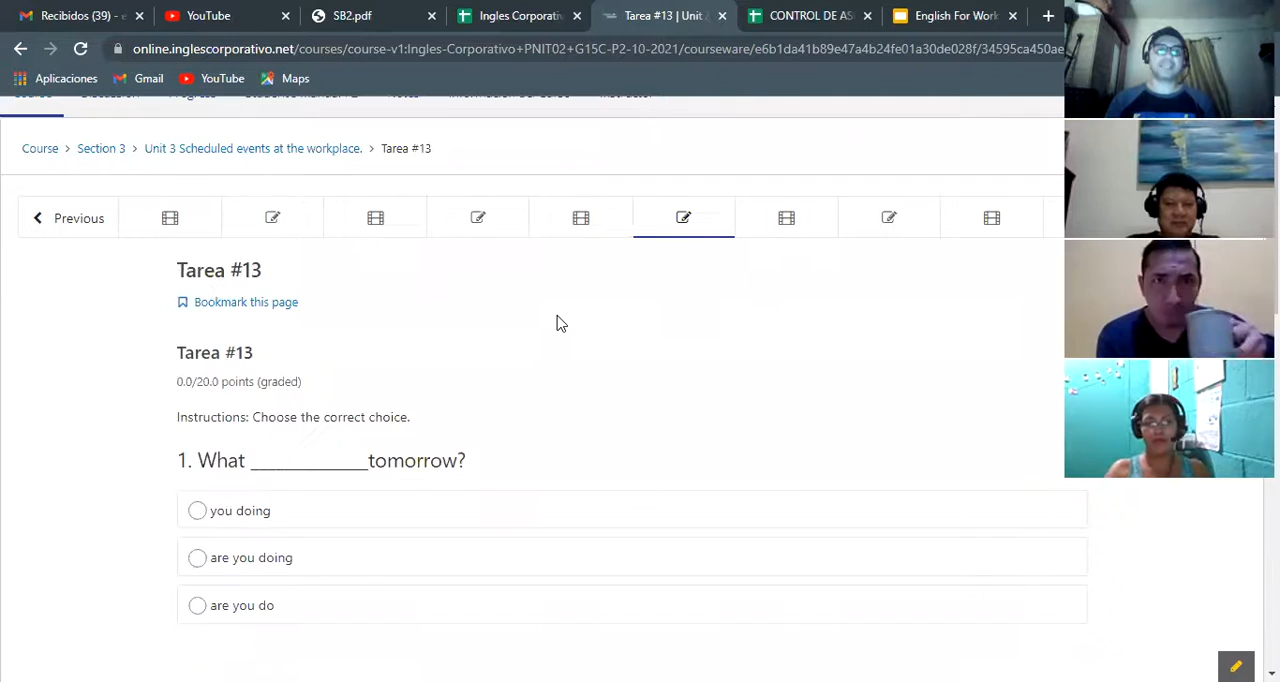 Recibidos (39) - e
YouTube
SB2.pdf
Ingles Corporativ
Tarea #13 | Unit
CONTROL DE AS
English For Work
online.inglescorporativo.net/courses/course-v1:Ingles-Corporativo+PNIT02+G15C-P2-10-2021/courseware/e6b1da41b89e47a4b24fe01a30de028f/34595ca450ae
Aplicaciones
Gmail
YouTube
Maps
Course > Section 3 > Unit 3 Scheduled events at the workplace. > Tarea #13
Previous
Tarea #13
Bookmark this page
Tarea #13
0.0/20.0 points (graded)
Instructions: Choose the correct choice.
1. What ____________tomorrow?
you doing
are you doing
are you do